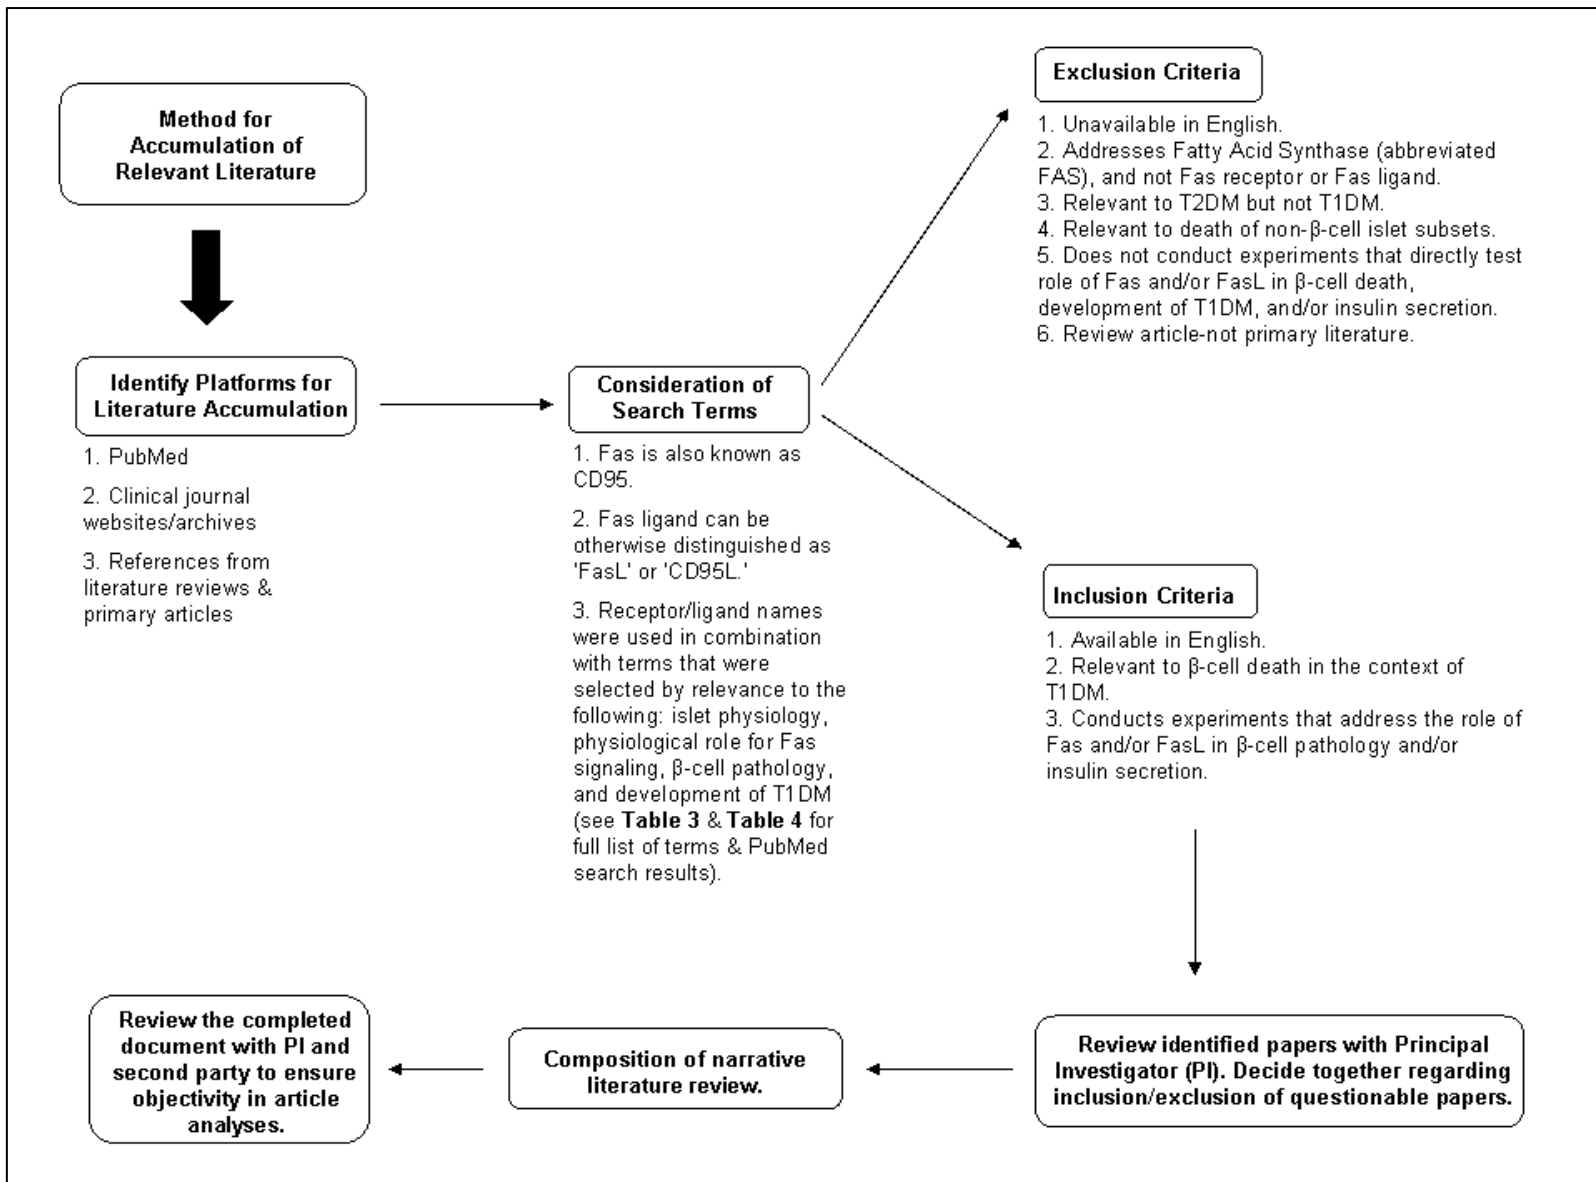 Method for
Accumulation of
Relevant Literature
Identify Platforms for
Literature Accumulation
1. PubMed
2. Clinical journal
websites/archives
3. References from
literature reviews &
primary articles
Consideration of
Search Terms
1. Fas is also known as
CD95.
2. Fas ligand can be
otherwise distinguished as
'FasL' or 'CD95L.'
3. Receptor/ligand names
were used in combination
with terms that were
selected by relevance to the
following: islet physiology,
physiological role for Fas
signaling, β-cell pathology,
and development of T1DM
(see Table 3 & Table 4 for
full list of terms & PubMed
search results).
Exclusion Criteria
1. Unavailable in English.
2. Addresses Fatty Acid Synthase (abbreviated
FAS), and not Fas receptor or Fas ligand.
3. Relevant to T2DM but not T1DM.
4. Relevant to death of non-β-cell islet subsets.
5. Does not conduct experiments that directly test
role of Fas and/or FasL in β-cell death,
development of T1DM, and/or insulin secretion.
6. Review article-not primary literature.
Inclusion Criteria
1. Available in English.
2. Relevant to β-cell death in the context of
T1DM.
3. Conducts experiments that address the role of
Fas and/or FasL in β-cell pathology and/or
insulin secretion.
Review identified papers with Principal
Investigator (PI). Decide together regarding
inclusion/exclusion of questionable papers.
Composition of narrative
literature review.
Review the completed
document with PI and
second party to ensure
objectivity in article
analyses.